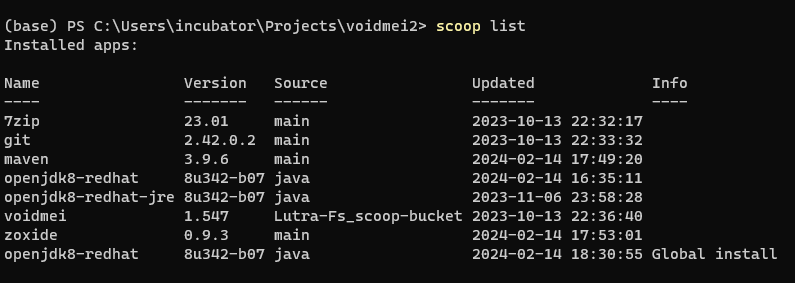 (base) PS C:\Users\incubator\Projects\voidmei2> scoop list
Installed apps:
Name Version Source Updated Info
---- ------- ------ ------- ----
7zip 23.01 main 2023-10-13 22:32:17
git 2.42.0.2 main 2023-10-13 22:33:32
maven 3.9.6 main 2024-02-14 17:49:20
openjdk8-redhat 8u342-b07 java 2024-02-14 16:35:11
openjdk8-redhat-jre 8u342-b07 java 2023-11-06 23:58:28
voidmei 1.547 Lutra-Fs_scoop-bucket 2023-10-13 22:36:40
zoxide 0.9.3 main 2024-02-14 17:53:01
openjdk8-redhat 8u342-b07 java 2024-02-14 18:30:55 Global install